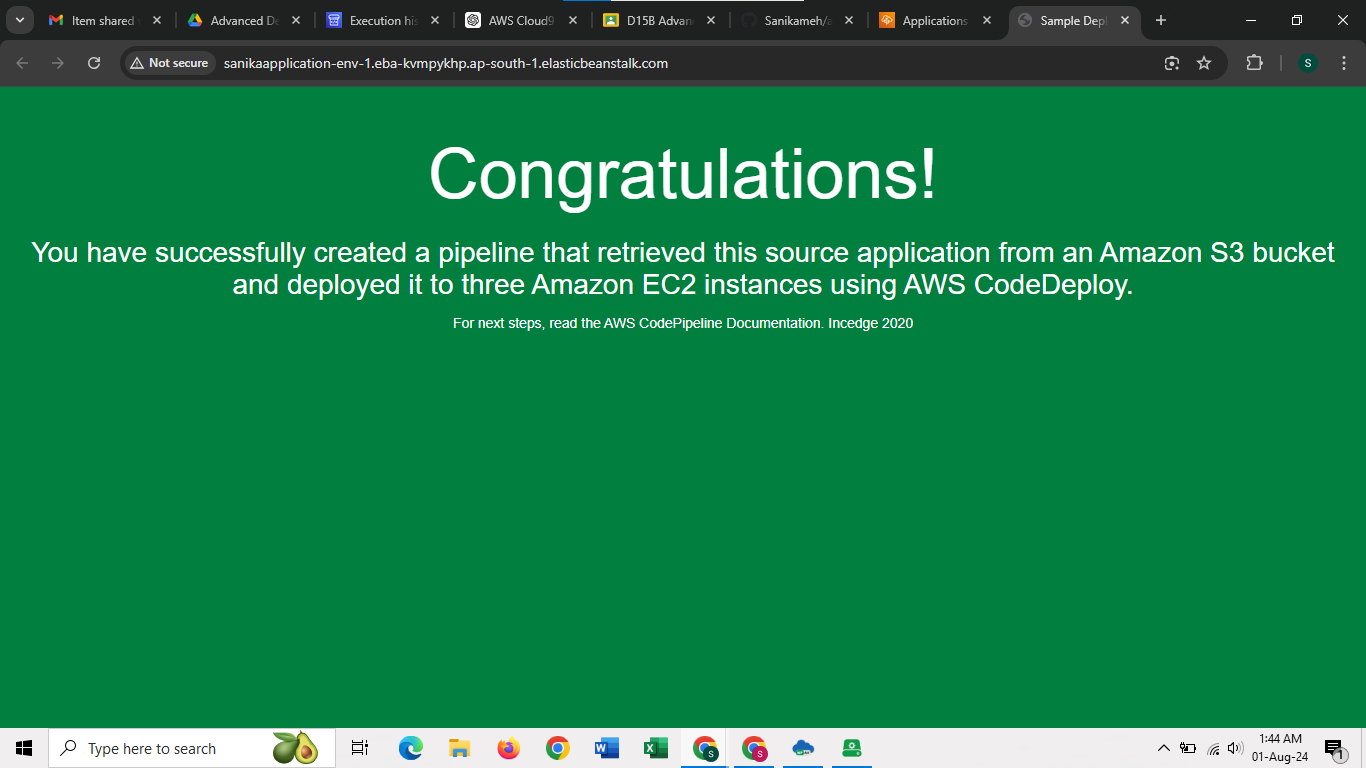 Item shared
Advanced De
Execution his
AWS Cloud9
D15B Advan
Sanikameh/a
Applications
Sample Depl
Not secure
sanikaapplication-env-1.eba-kvmpykhp.ap-south-1.elasticbeanstalk.com
S
Congratulations!
You have successfully created a pipeline that retrieved this source application from an Amazon S3 bucket
and deployed it to three Amazon EC2 instances using AWS CodeDeploy.
For next steps, read the AWS CodePipeline Documentation. Incedge 2020
Type here to search
S
S
1:44 AM
01-Aug-24
1